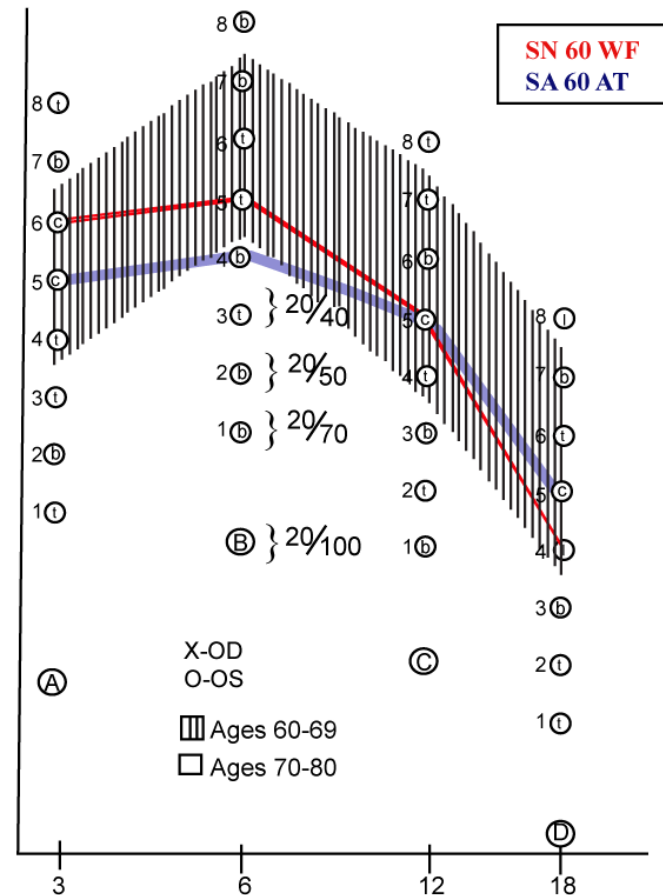 SN 60 WF
SA 60 AT
8 t
7 b
6 c
5 c
4 t
3 t
2 b
1 t
A
8 b
7 b
6 t
5 t
4 b
3 t } 20/40
2 b } 20/50
1 b } 20/70
B } 20/100
8 t
7 t
6 b
5 c
4 t
3 b
2 t
1 b
C
8 l
7 b
6 t
5 c
4
3 b
2 t
1 t
D
X-OD
O-OS
Ages 60-69
Ages 70-80
3 6 12 18